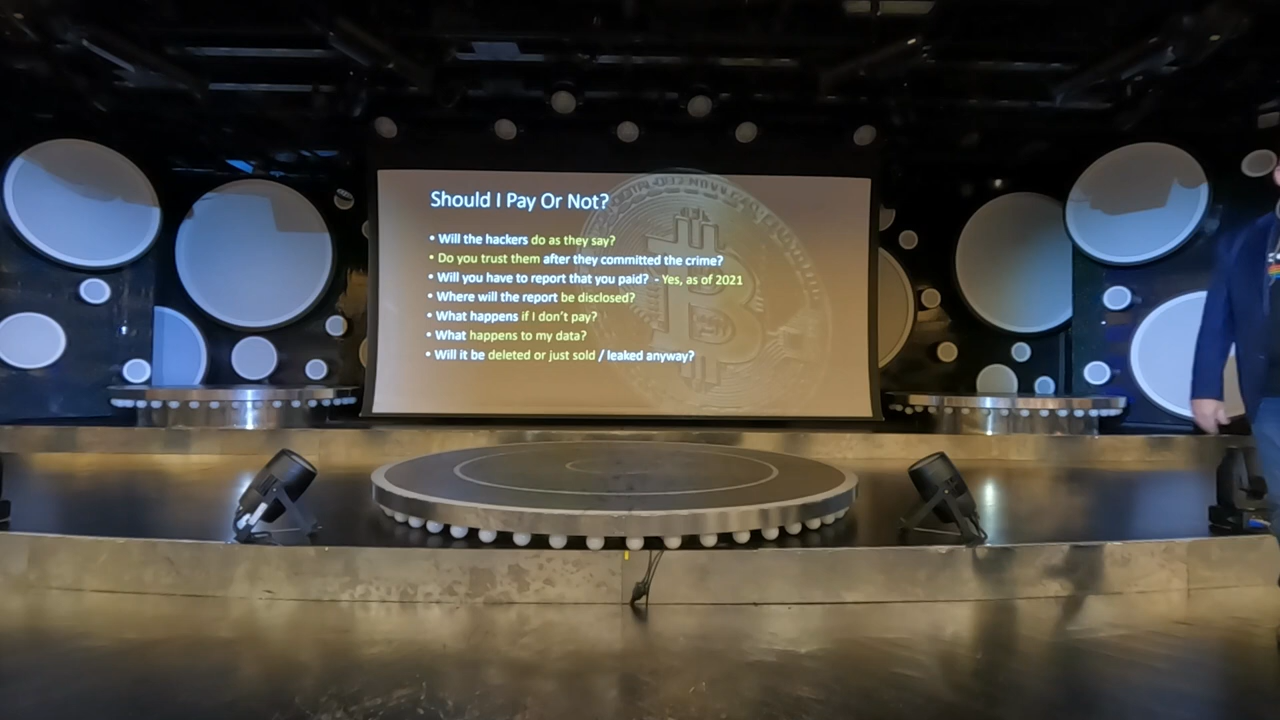 Should I Pay Or Not?
• Will the hackers do as they say?
• Do you trust them after they committed the crime?
• Will you have to report that you paid? - Yes, as of 2021
• Where will the report be disclosed?
• What happens if I don't pay?
• What happens to my data?
• Will it be deleted or just sold / leaked anyway?